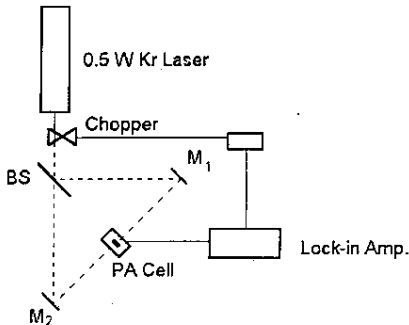 0.5 W Kr Laser
Chopper
BS
M1
PA Cell
Lock-in Amp.
M2